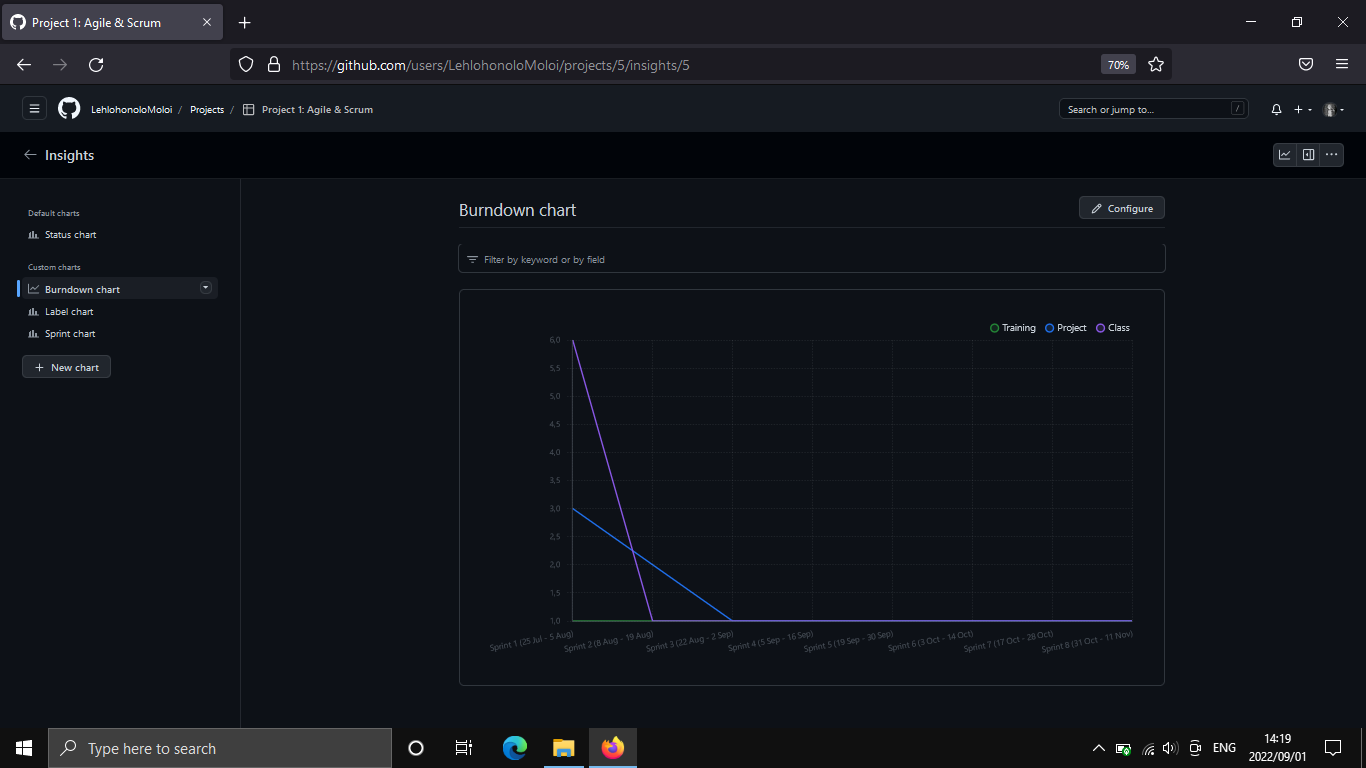 Project 1: Agile & Scrum
https://github.com/users/LehlohonoloMoloi/projects/5/insights/5
70%
LehlohonoloMoloi / Projects / Project 1: Agile & Scrum
Search or jump to...
/
Insights
Default charts
Status chart
Custom charts
Burndown chart
Label chart
Sprint chart
New chart
Burndown chart
Configure
Filter by keyword or by field
Training
Project
Class
6,0
5,5
5,0
4,5
4,0
3,5
3,0
2,5
2,0
1,5
1,0
Sprint 1 (25 Jul - 5 Aug)
Sprint 2 (8 Aug - 19 Aug)
Sprint 3 (22 Aug - 2 Sep)
Sprint 4 (5 Sep - 16 Sep)
Sprint 5 (19 Sep - 30 Sep)
Sprint 6 (3 Oct - 14 Oct)
Sprint 7 (17 Oct - 28 Oct)
Sprint 8 (31 Oct - 11 Nov)
Type here to search
ENG
14:19
2022/09/01